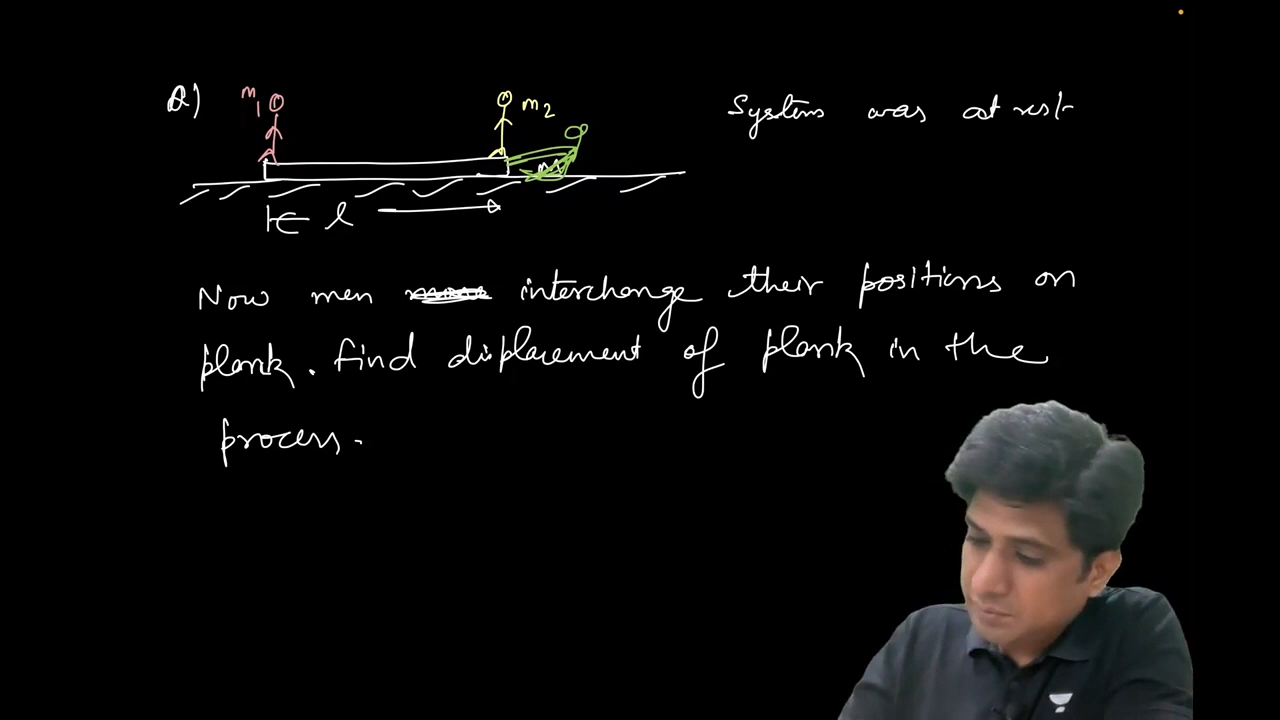 Q)
m1
m2
System was at rest
l
Now men interchange their positions on
plank. Find displacement of plank in the
process.